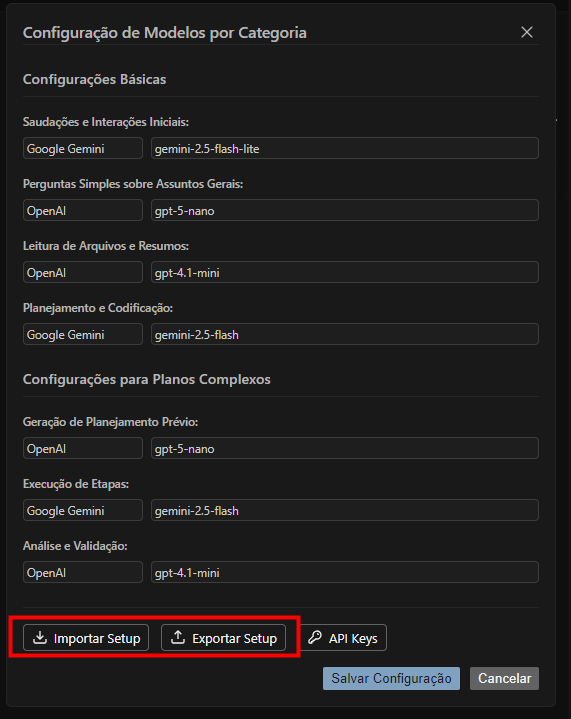 Configuração de Modelos por Categoria
Configurações Básicas
Saudações e Interações Iniciais:
Google Gemini gemini-2.5-flash-lite
Perguntas Simples sobre Assuntos Gerais:
OpenAI gpt-5-nano
Leitura de Arquivos e Resumos:
OpenAI gpt-4.1-mini
Planejamento e Codificação:
Google Gemini gemini-2.5-flash
Configurações para Planos Complexos
Geração de Planejamento Prévio:
OpenAI gpt-5-nano
Execução de Etapas:
Google Gemini gemini-2.5-flash
Análise e Validação:
OpenAI gpt-4.1-mini
Importar Setup Exportar Setup API Keys
Salvar Configuração Cancelar